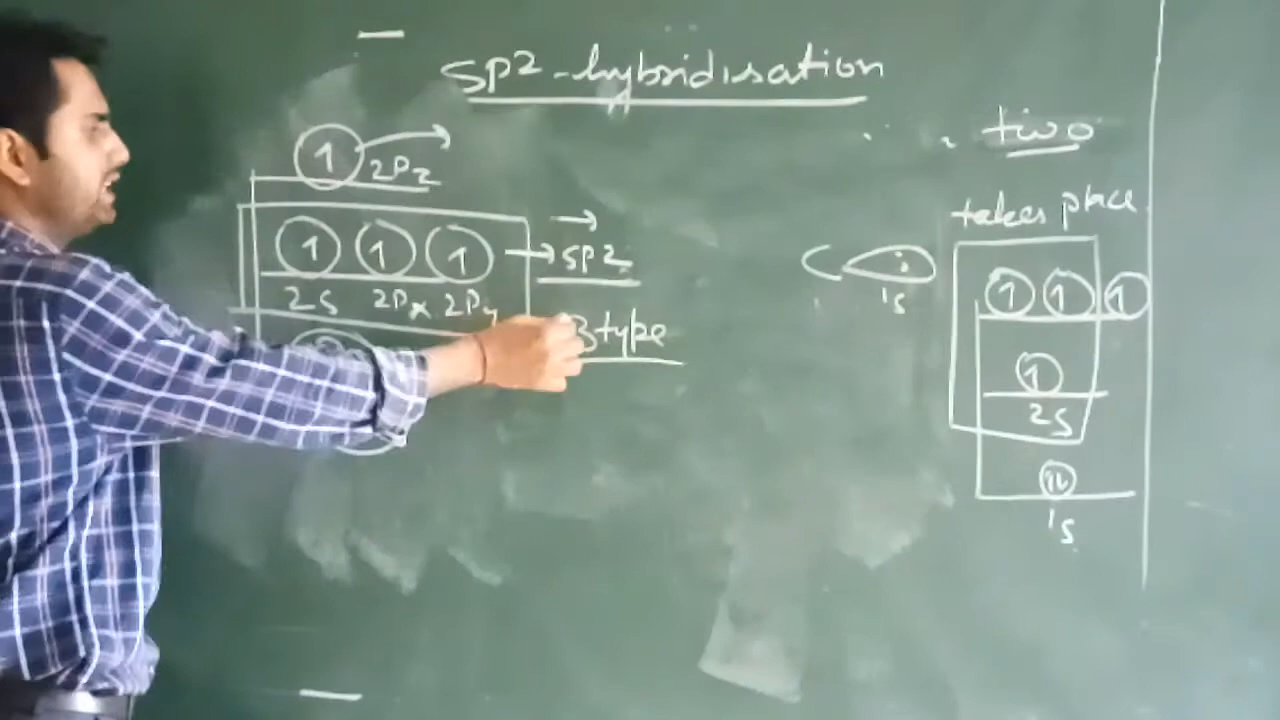 SP2-hybridisation
two
takes place
1 2Pz
1 1 1 → SP2
2S 2Px 2Py
3 type
1s
1 1 1
1
2S
1s